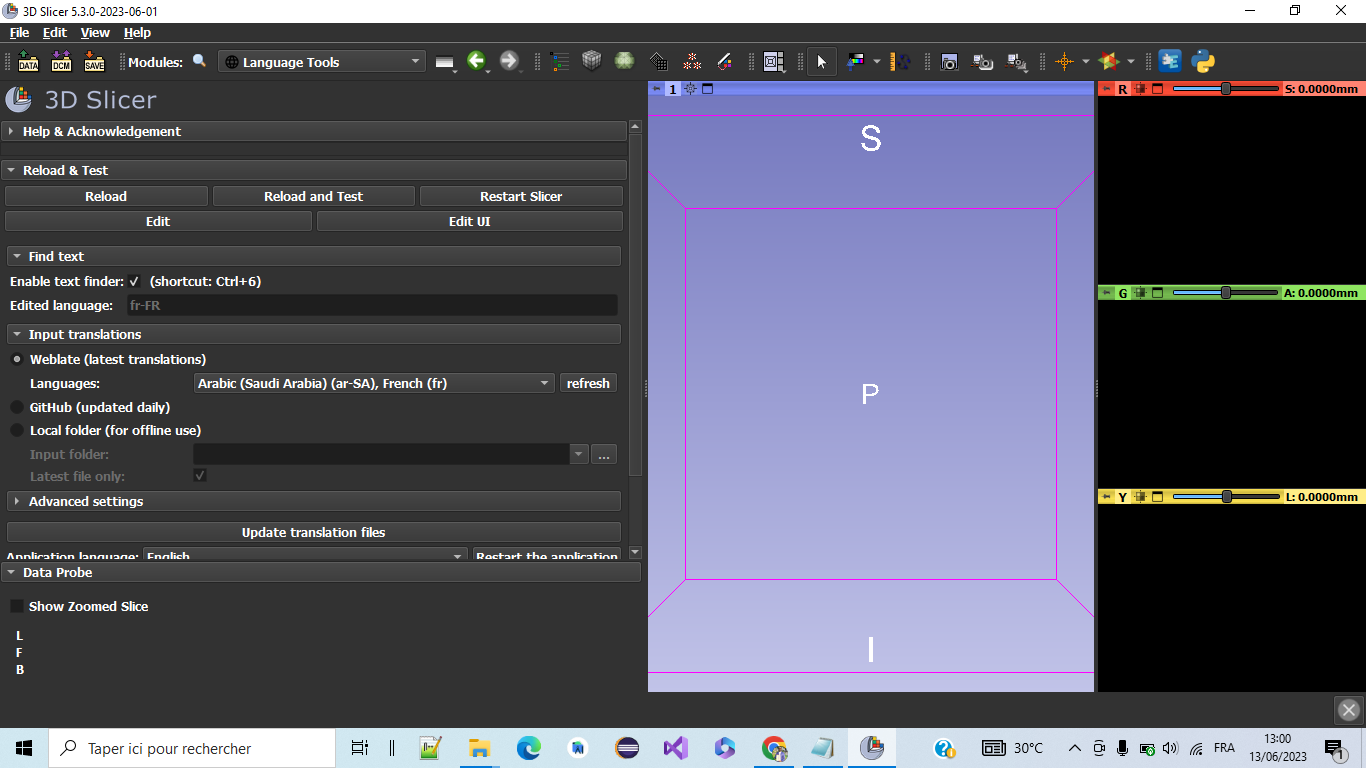 3D Slicer 5.3.0-2023-06-01
File Edit View Help
DATA DCM SAVE Modules: Language Tools
1 R S: 0.0000mm
3D Slicer
Help & Acknowledgement
S
Reload & Test
Reload Reload and Test Restart Slicer
Edit Edit UI
Find text
Enable text finder: (shortcut: Ctrl+6)
G A: 0.0000mm
Edited language: fr-FR
Input translations
Weblate (latest translations)
Languages: Arabic (Saudi Arabia) (ar-SA), French (fr) refresh
P
GitHub (updated daily)
Local folder (for offline use)
Input folder: ...
Latest file only:
Y L: 0.0000mm
Advanced settings
Update translation files
Application language: English Restart the application
Data Probe
Show Zoomed Slice
L
F
B
I
Taper ici pour rechercher
30°C FRA 13:00
13/06/2023
1